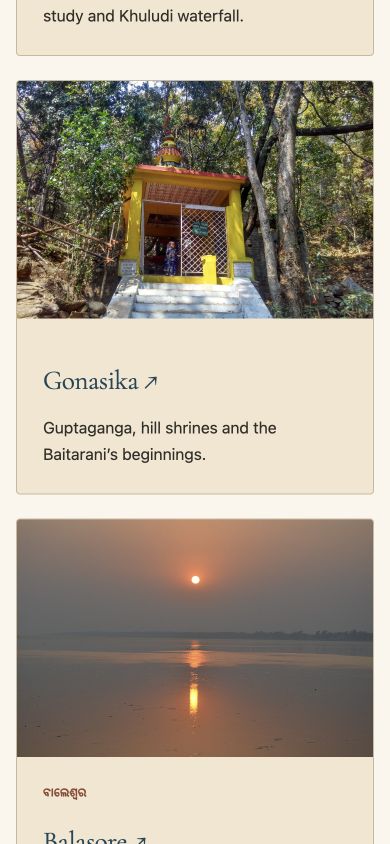 study and Khuludi waterfall.
Gonasika ↗
Guptaganga, hill shrines and the
Baitarani’s beginnings.
ବାଲେଶ୍ୱର
Balasore ↗